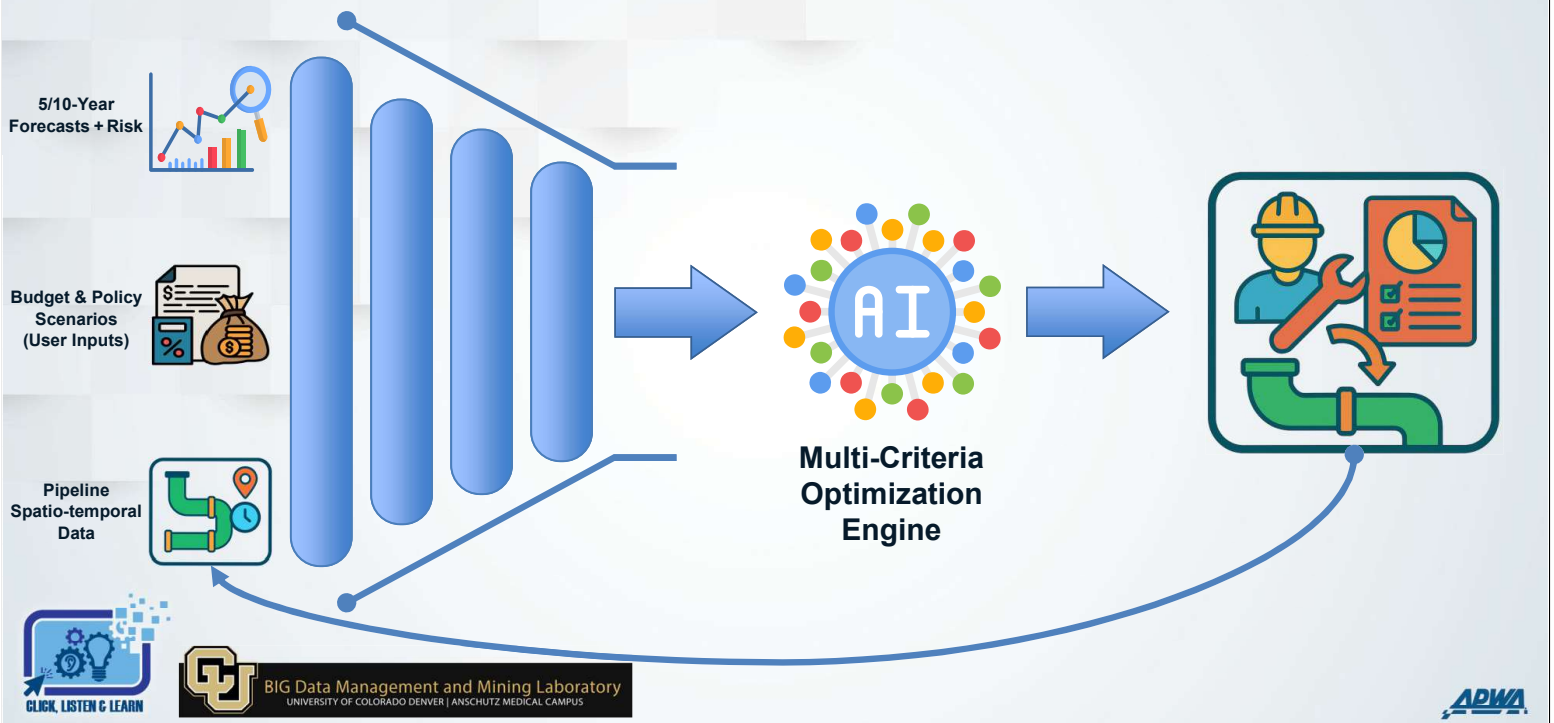 5/10-Year
Forecasts + Risk
Budget & Policy
Scenarios
(User Inputs)
$
%
$
Pipeline
Spatio-temporal
Data
AI
Multi-Criteria
Optimization
Engine
CLICK, LISTEN & LEARN
CU
BIG Data Management and Mining Laboratory
UNIVERSITY OF COLORADO DENVER | ANSCHUTZ MEDICAL CAMPUS
APWA